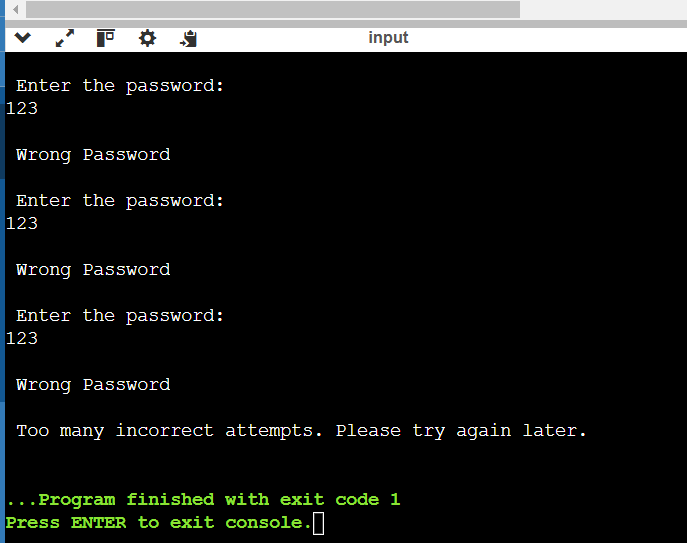 input
Enter the password:
123
Wrong Password
Enter the password:
123
Wrong Password
Enter the password:
123
Wrong Password
Too many incorrect attempts. Please try again later.
...Program finished with exit code 1
Press ENTER to exit console.